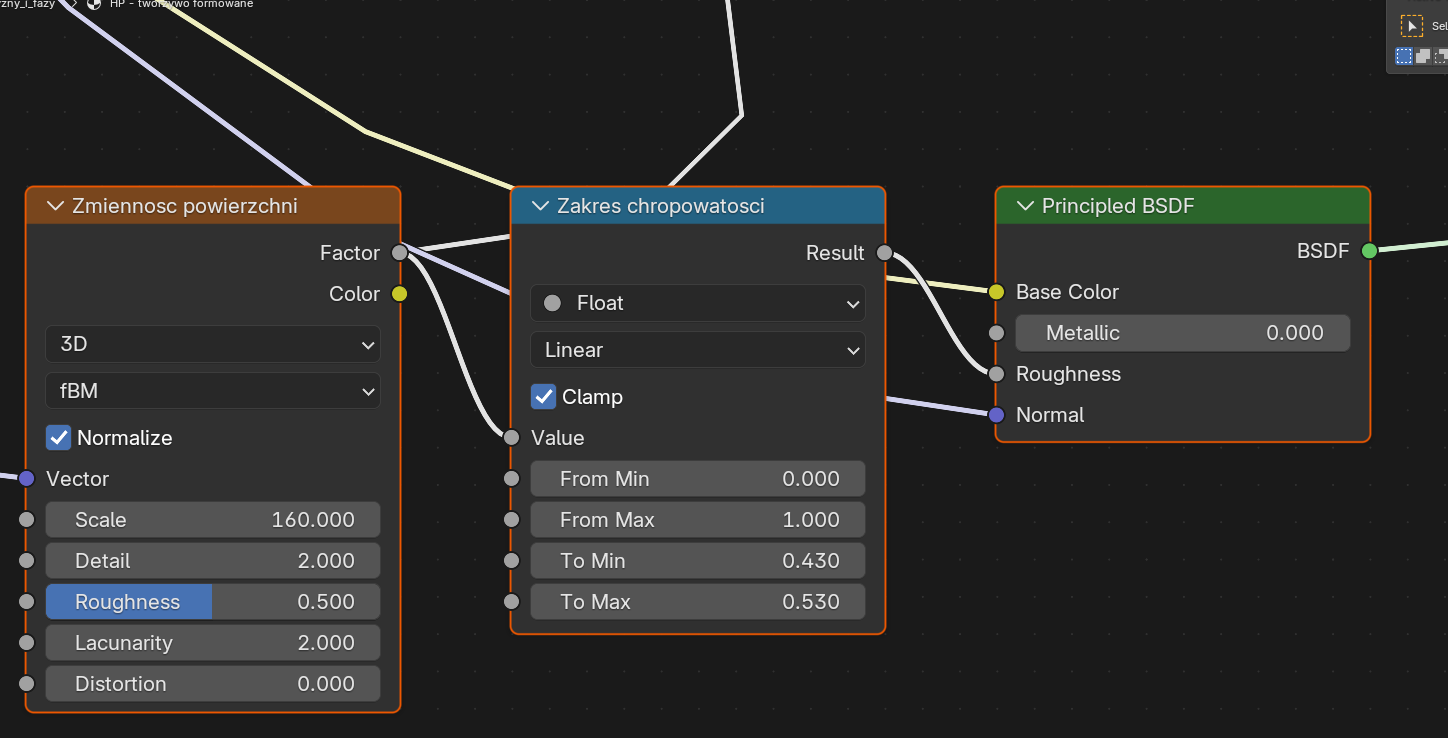 zny_i_fazy
HP - tworzywo formowane
Sel
Zmiennosc powierzchni
Factor
Color
3D
fBM
Normalize
Vector
Scale 160.000
Detail 2.000
Roughness 0.500
Lacunarity 2.000
Distortion 0.000
Zakres chropowatosci
Result
Float
Linear
Clamp
Value
From Min 0.000
From Max 1.000
To Min 0.430
To Max 0.530
Principled BSDF
BSDF
Base Color
Metallic 0.000
Roughness
Normal